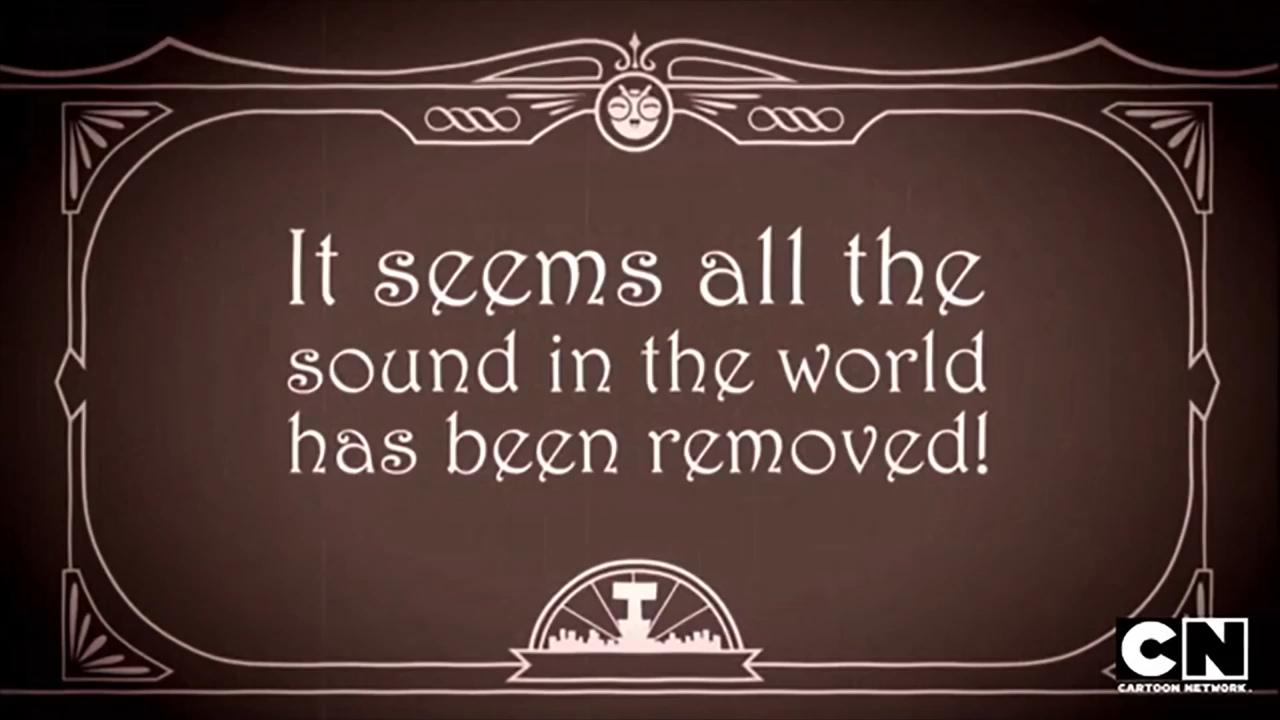 It seems all the
sound in the world
has been removed!
CN
CARTOON NETWORK.